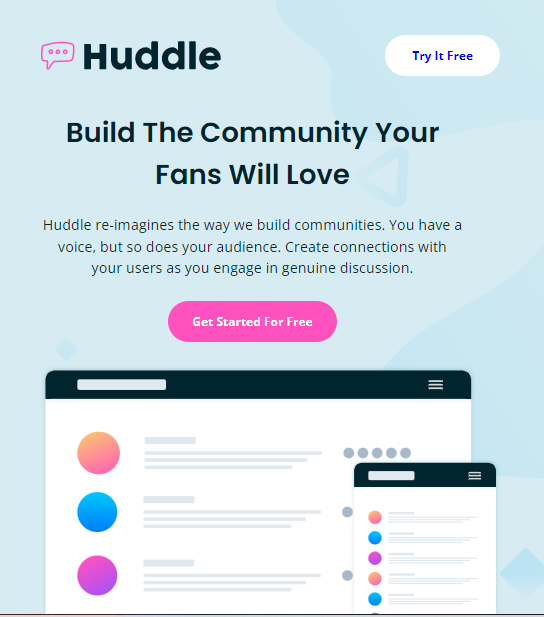 Huddle
Try It Free
Build The Community Your
Fans Will Love
Huddle re-imagines the way we build communities. You have a
voice, but so does your audience. Create connections with
your users as you engage in genuine discussion.
Get Started For Free